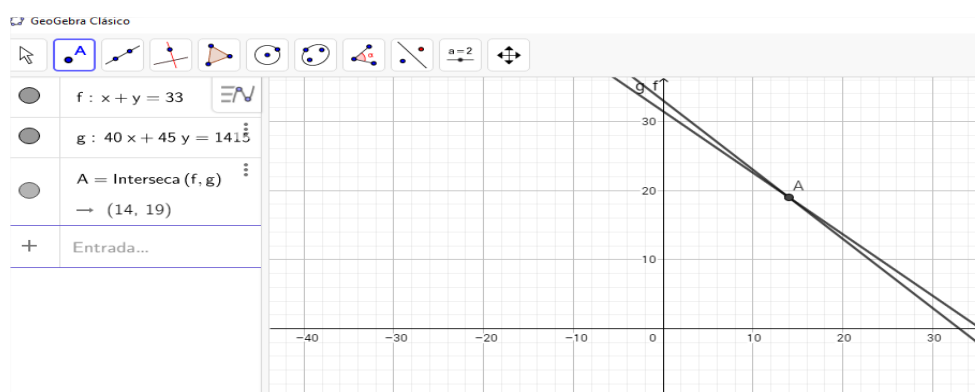 GeoGebra Clásico
A
a=2
f : x + y = 33
g : 40 x + 45 y = 1415
A = Interseca (f, g)
→ (14, 19)
+ Entrada...
g f
30
20
A
10
−40 −30 −20 −10 0 10 20 30